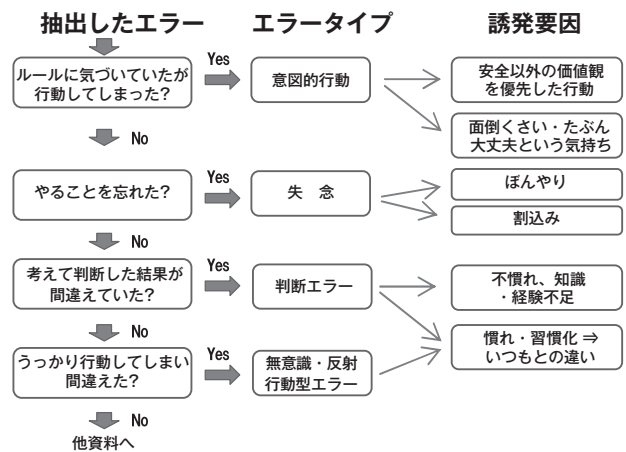 抽出したエラー
エラータイプ
誘発要因
ルールに気づいていたが
行動してしまった?
Yes
意図的行動
安全以外の価値観
を優先した行動
面倒くさい・たぶん
大丈夫という気持ち
No
やることを忘れた?
Yes
失　念
ぼんやり
割込み
No
考えて判断した結果が
間違えていた?
Yes
判断エラー
不慣れ、知識
・経験不足
慣れ・習慣化 ⇒
いつもとの違い
No
うっかり行動してしまい
間違えた?
Yes
無意識・反射
行動型エラー
No
他資料へ